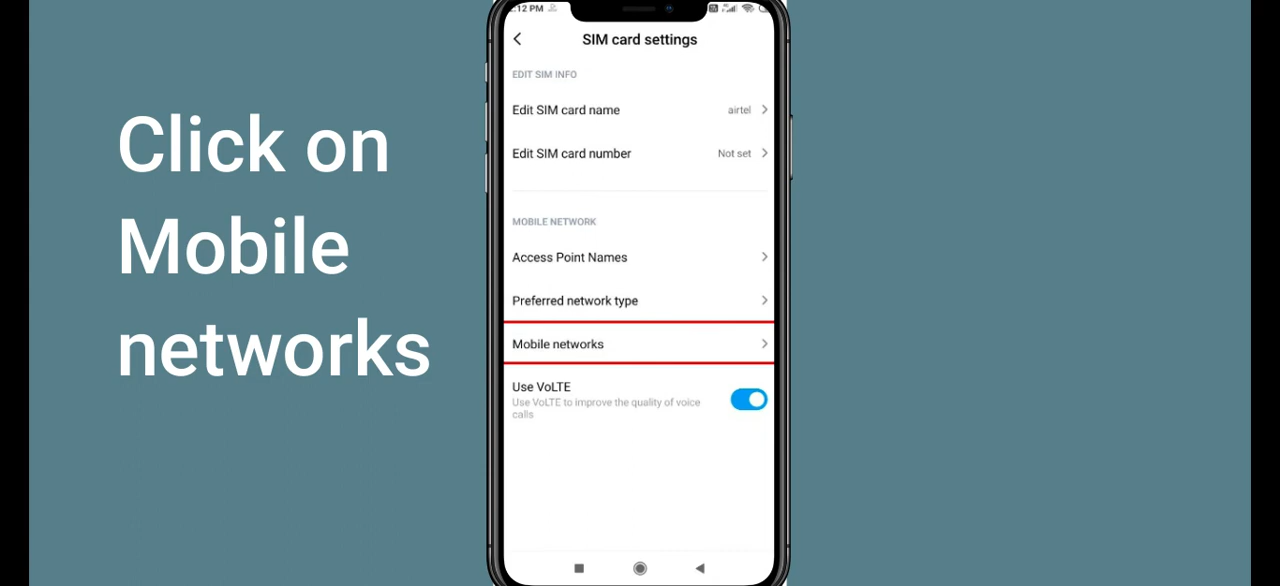 Click on
Mobile
networks
:12 PM
SIM card settings
EDIT SIM INFO
Edit SIM card name airtel
Edit SIM card number Not set
MOBILE NETWORK
Access Point Names
Preferred network type
Mobile networks
Use VoLTE
Use VoLTE to improve the quality of voice
calls